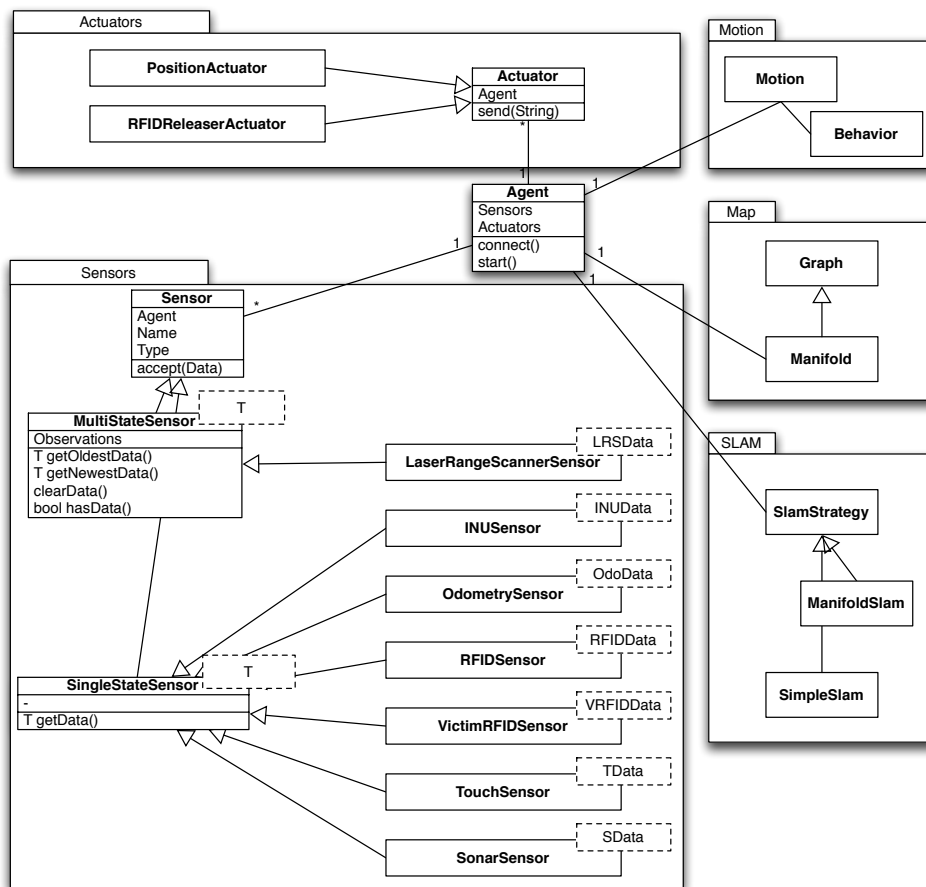 Actuators
PositionActuator
RFIDReleaserActuator
Actuator
Agent
send(String)
*
1
Motion
Motion
Behavior
Agent
Sensors
Actuators
connect()
start()
1
1
1
1
*
Map
Graph
Manifold
SLAM
SlamStrategy
ManifoldSlam
SimpleSlam
Sensors
Sensor
Agent
Name
Type
accept(Data)
T
MultiStateSensor
Observations
T getOldestData()
T getNewestData()
clearData()
bool hasData()
LRSData
LaserRangeScannerSensor
INUData
INUSensor
OdoData
OdometrySensor
RFIDData
RFIDSensor
T
SingleStateSensor
-
T getData()
VRFIDData
VictimRFIDSensor
TData
TouchSensor
SData
SonarSensor